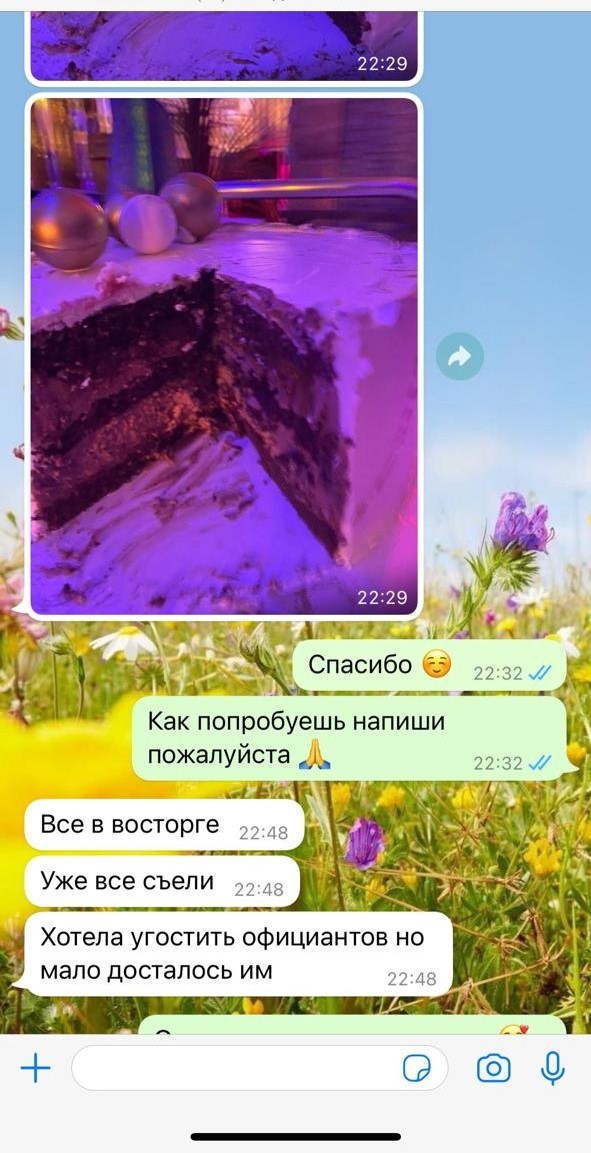 22:29
22:29
Спасибо ☺️ 22:32
Как попробуешь напиши
пожалуйста 🙏 22:32
Все в восторге 22:48
Уже все съели 22:48
Хотела угостить официантов но
мало досталось им 22:48